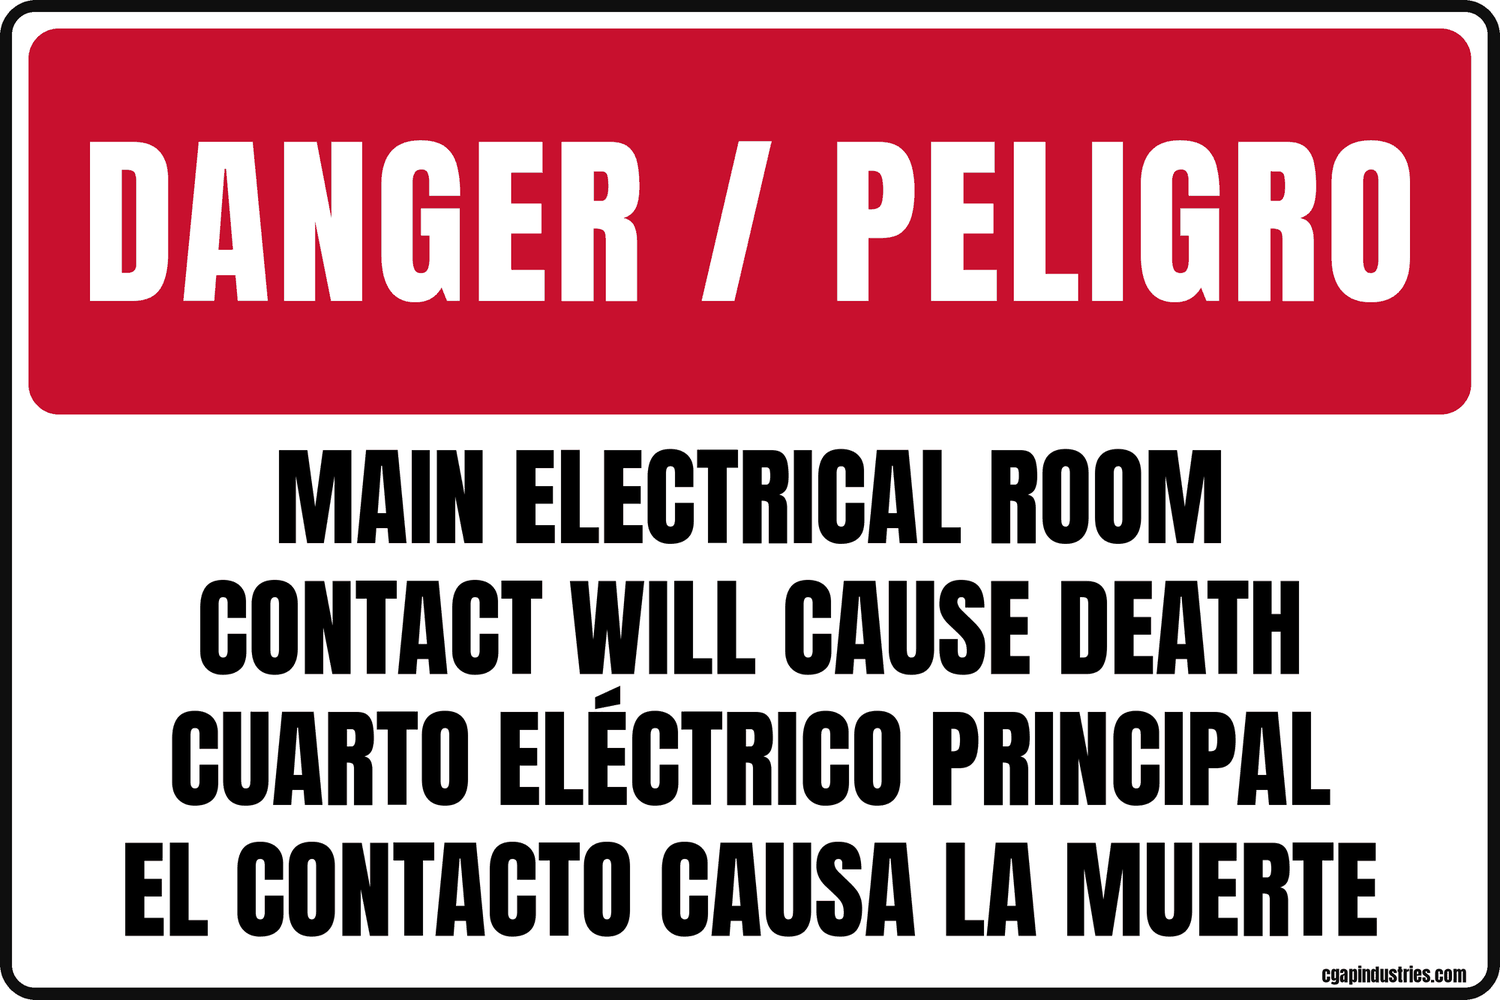 DANGER / PELIGRO
MAIN ELECTRICAL ROOM
CONTACT WILL CAUSE DEATH
CUARTO ELÉCTRICO PRINCIPAL
EL CONTACTO CAUSA LA MUERTE
cgapindustries.com